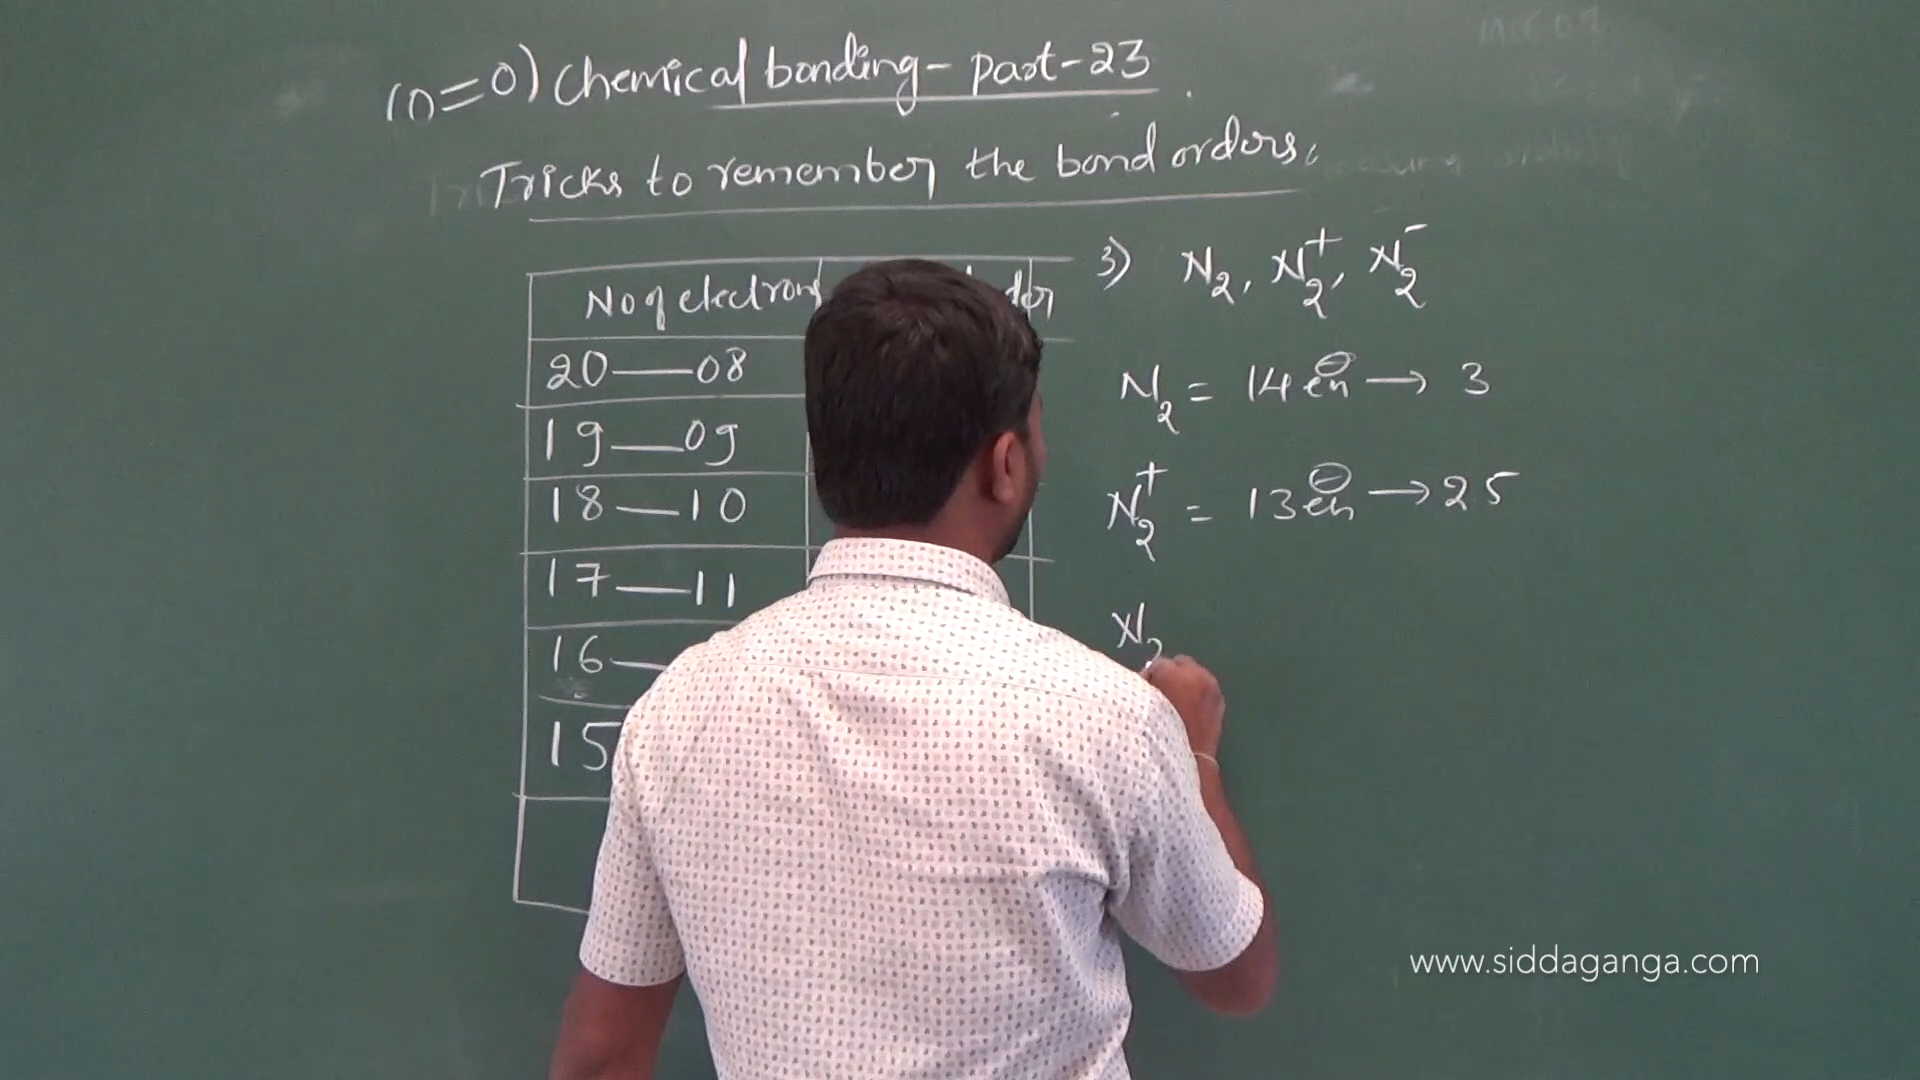 (O=O) Chemical bonding - part-23
Tricks to remember the bond orders.
No of electrons
20—08
19—09
18—10
17—11
16—
15
3) N₂, N₂⁺, N₂⁻
N₂ = 14 en → 3
N₂⁺ = 13 en → 2.5
N₂
www.siddaganga.com